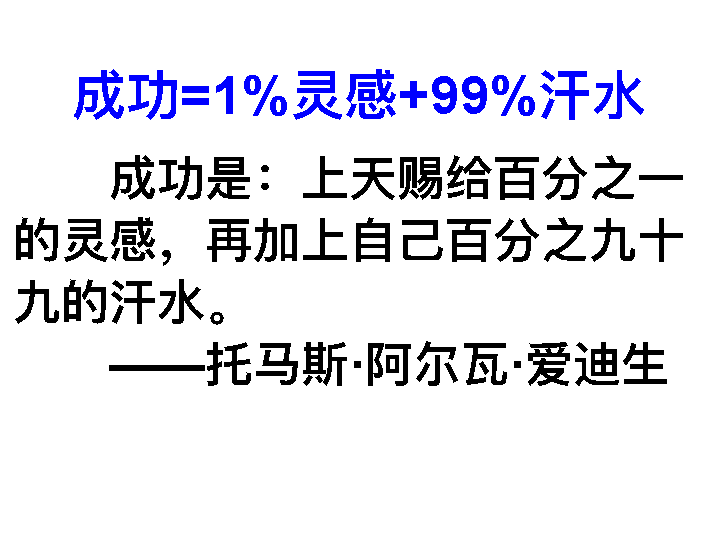 成功=1%灵感+99%汗水
成功是：上天赐给百分之一
的灵感，再加上自己百分之九十
九的汗水。
——托马斯·阿尔瓦·爱迪生